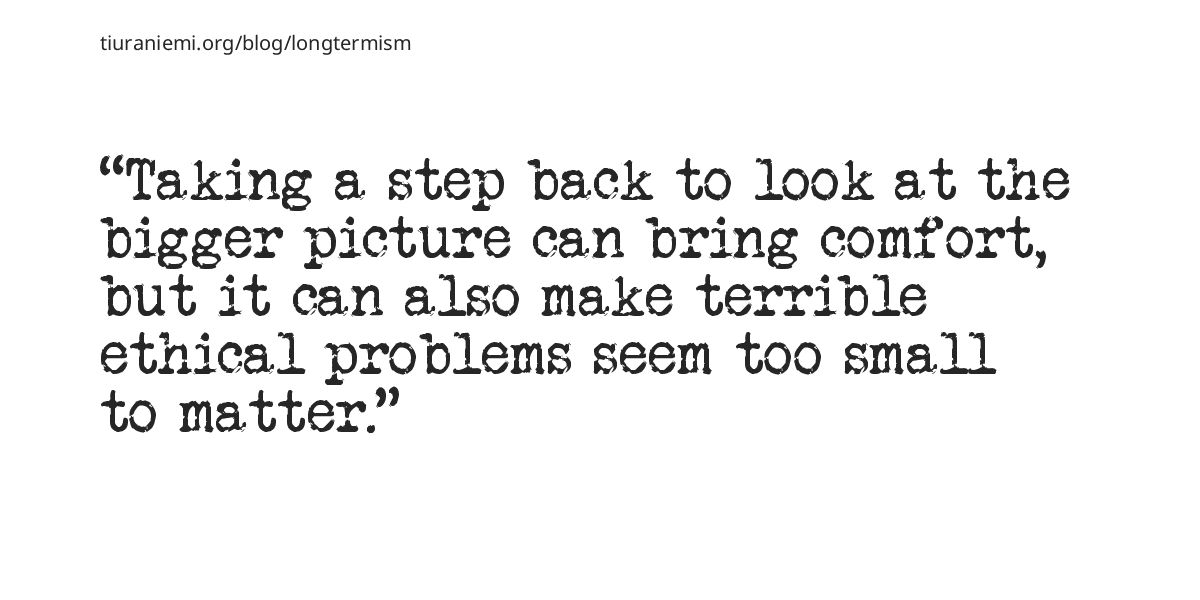 tiuraniemi.org/blog/longtermism
“Taking a step back to look at the
bigger picture can bring comfort,
but it can also make terrible
ethical problems seem too small
to matter.”